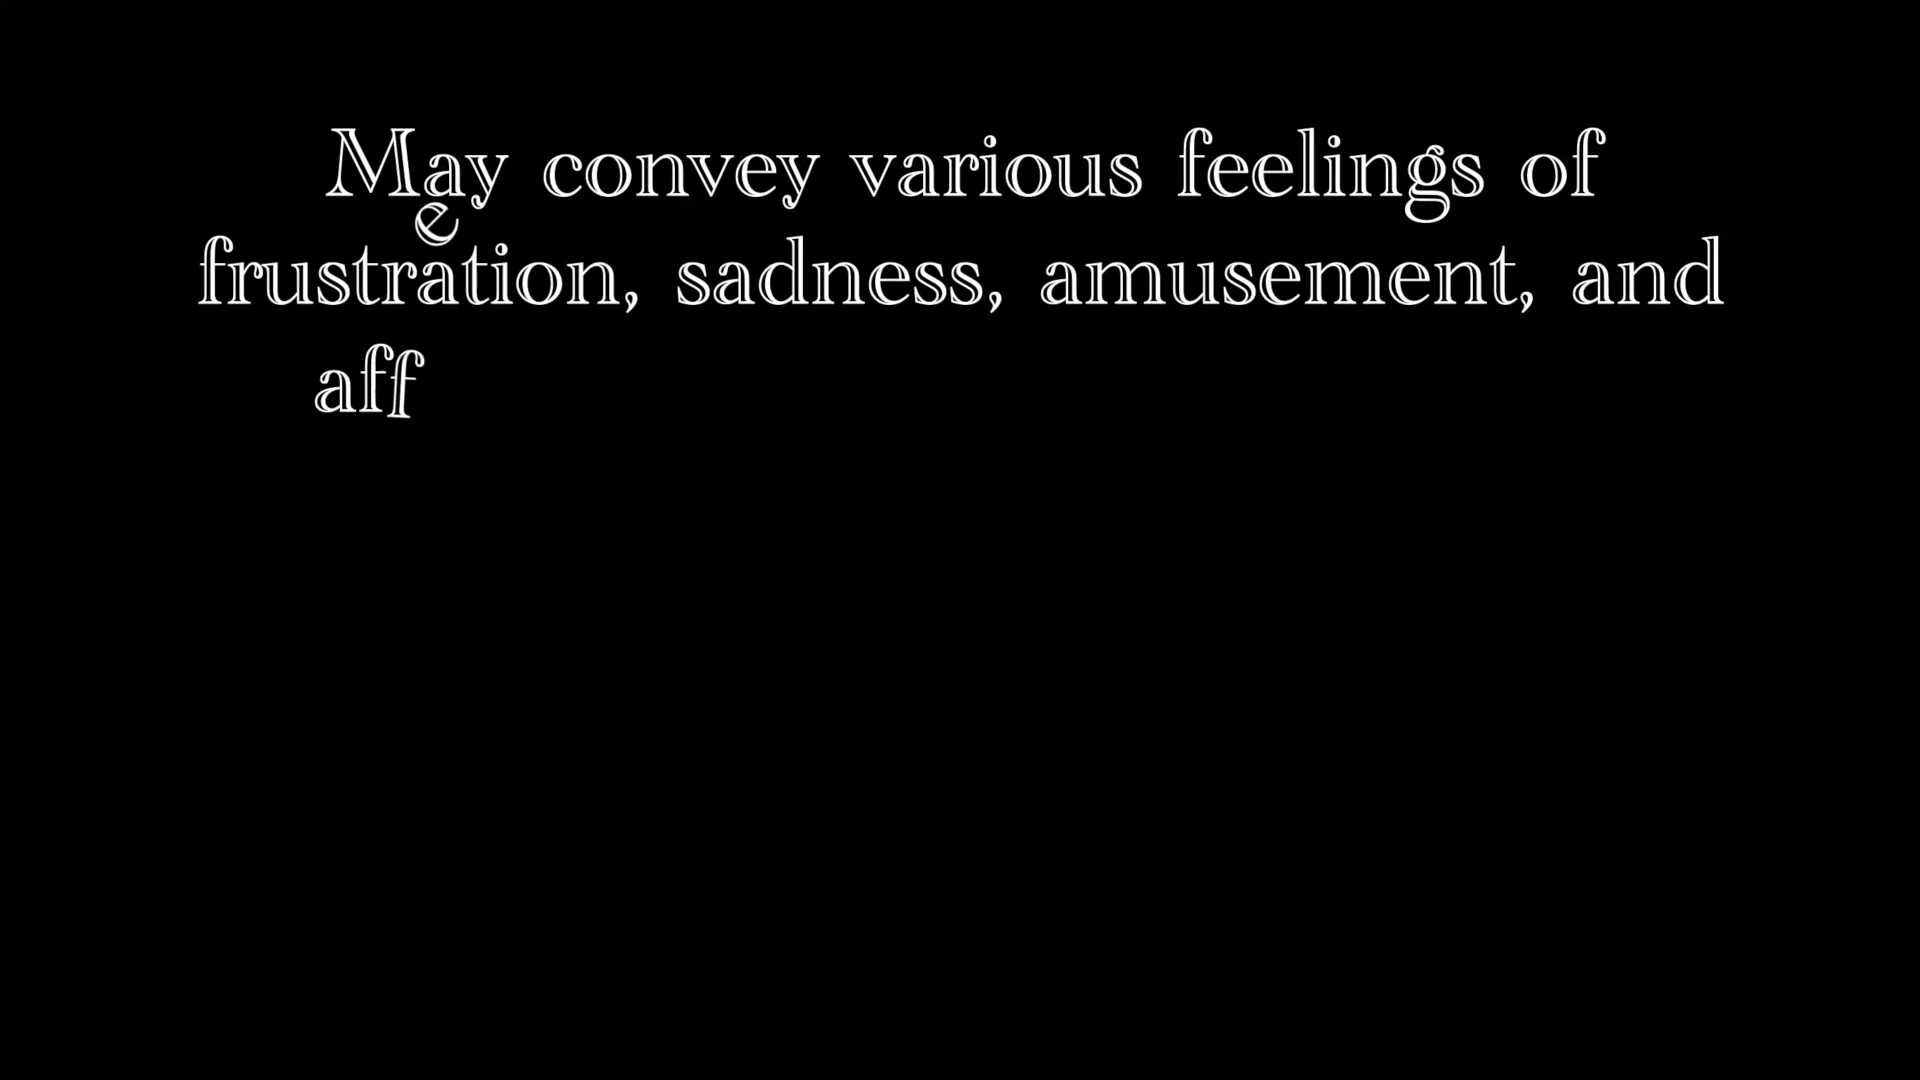 May convey various feelings of
frustration, sadness, amusement, and
aff
e